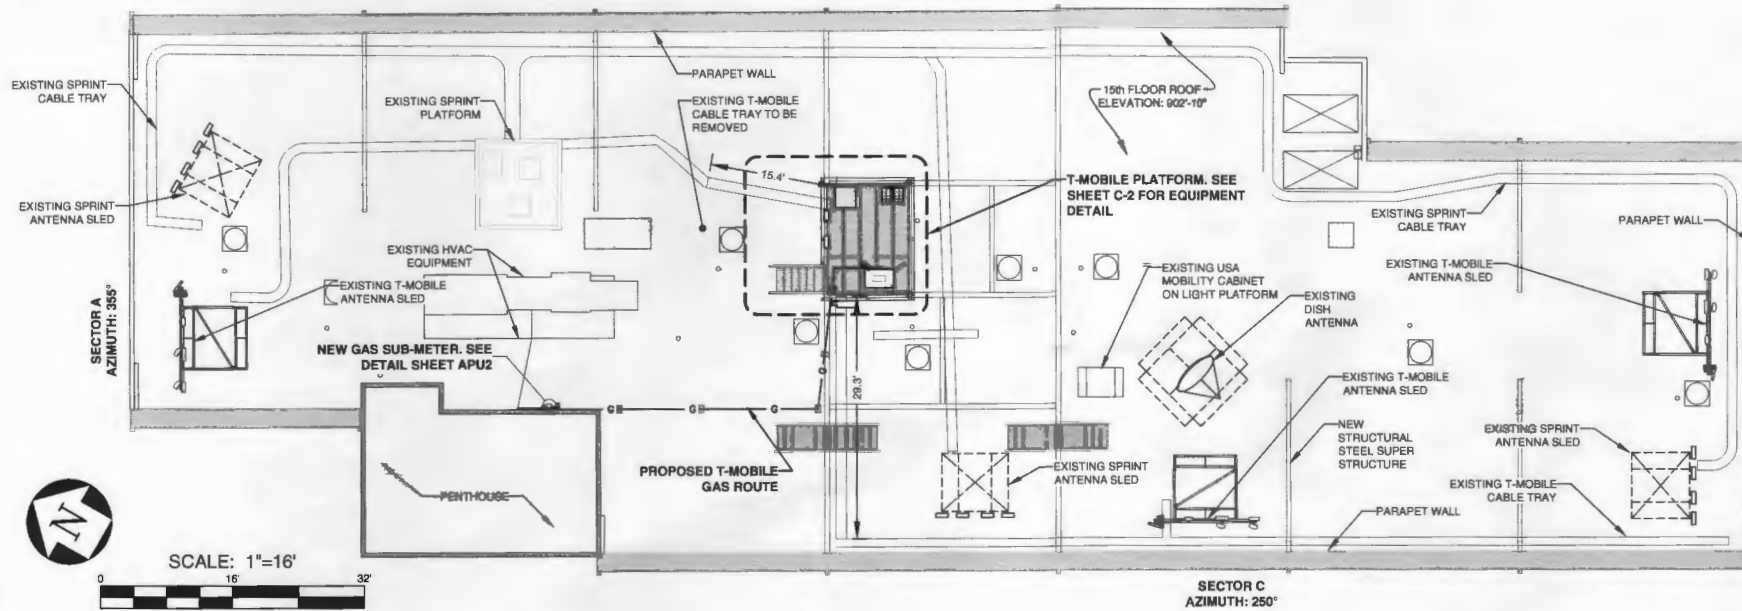 EXISTING SPRINT
CABLE TRAY
EXISTING SPRINT
PLATFORM
PARAPET WALL
EXISTING T-MOBILE
CABLE TRAY TO BE
REMOVED
15th FLOOR ROOF
ELEVATION: 902'-10"
15.4'
T-MOBILE PLATFORM. SEE
SHEET C-2 FOR EQUIPMENT
DETAIL
EXISTING SPRINT
ANTENNA SLED
EXISTING SPRINT
CABLE TRAY
PARAPET WALL
EXISTING HVAC
EQUIPMENT
EXISTING T-MOBILE
ANTENNA SLED
EXISTING USA
MOBILITY CABINET
ON LIGHT PLATFORM
EXISTING
DISH
ANTENNA
EXISTING T-MOBILE
ANTENNA SLED
SECTOR A
AZIMUTH: 355°
NEW GAS SUB-METER. SEE
DETAIL SHEET APU2
G
G
G
G
29.3'
EXISTING T-MOBILE
ANTENNA SLED
NEW
STRUCTURAL
STEEL SUPER
STRUCTURE
EXISTING SPRINT
ANTENNA SLED
PROPOSED T-MOBILE
GAS ROUTE
EXISTING SPRINT
ANTENNA SLED
EXISTING T-MOBILE
CABLE TRAY
PENTHOUSE
PARAPET WALL
N
SCALE: 1"=16'
0 16' 32'
SECTOR C
AZIMUTH: 250°